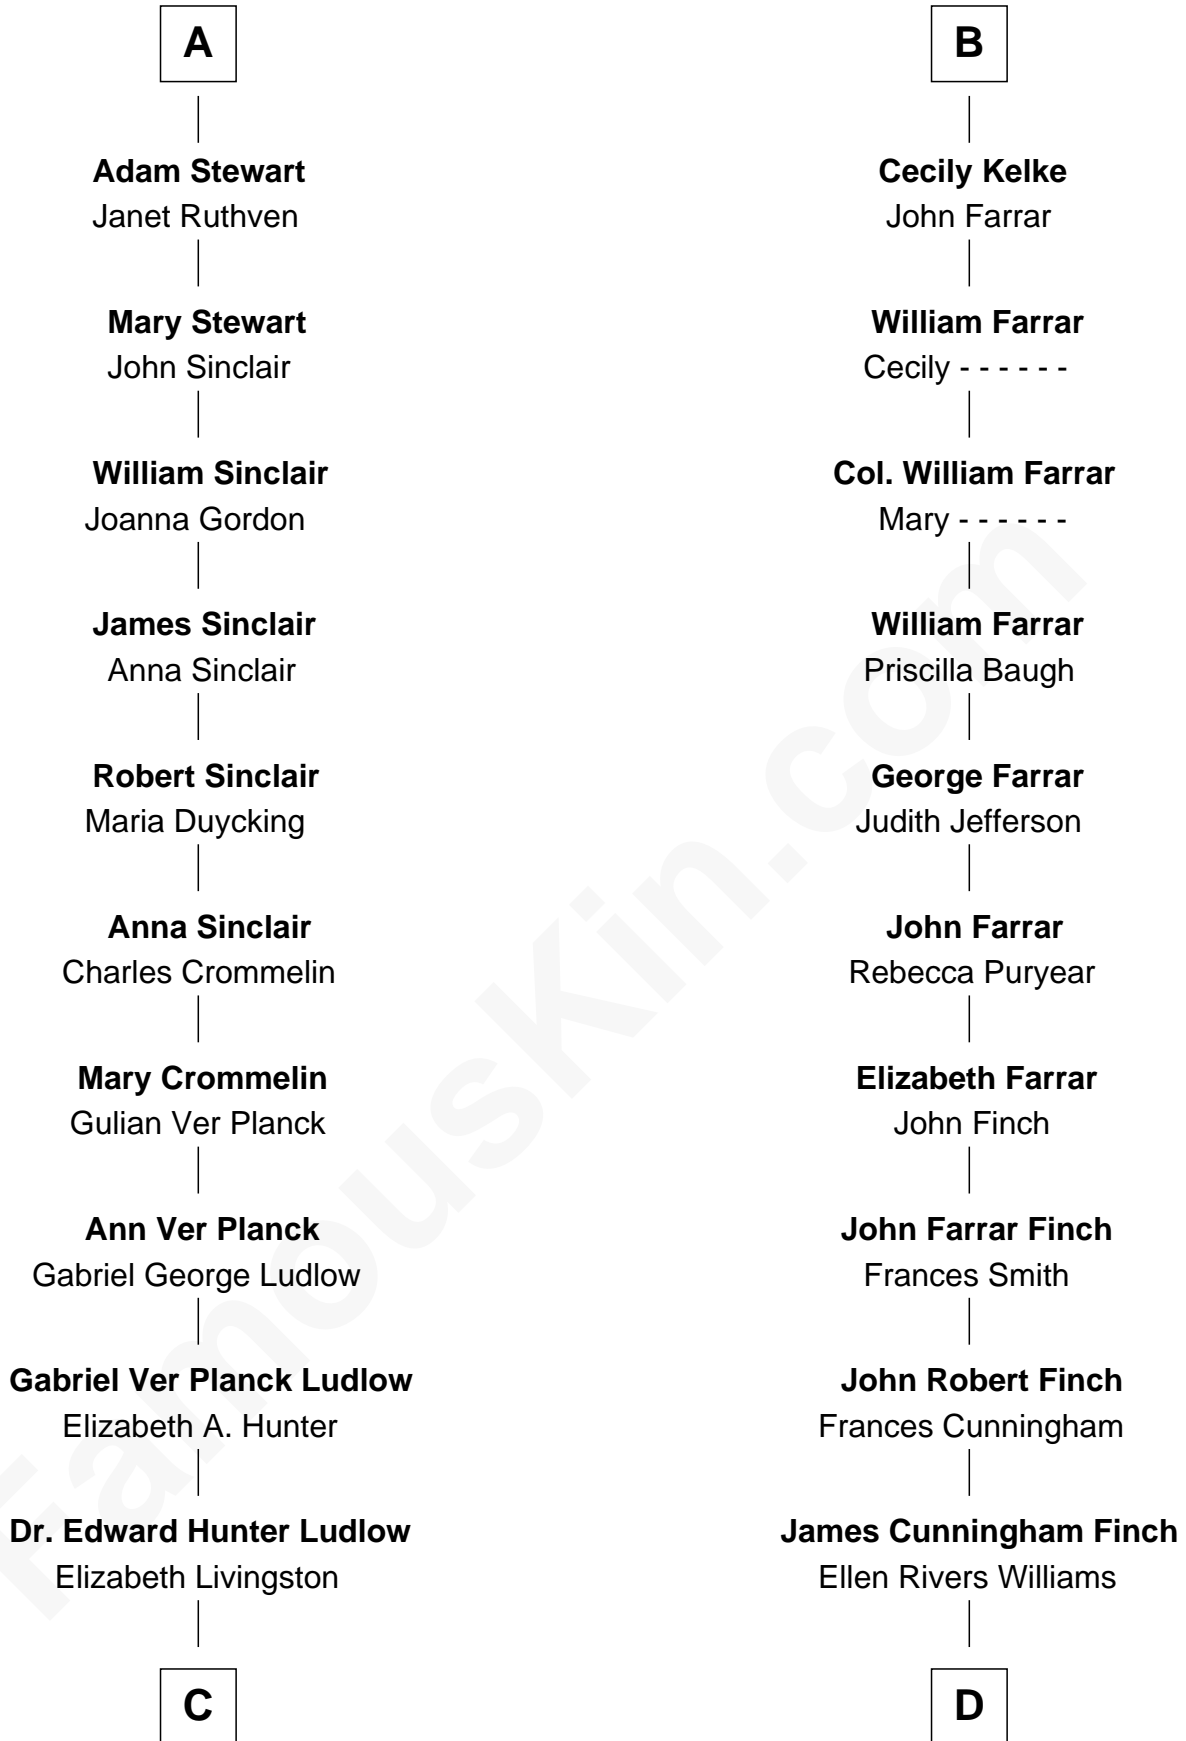 A
Adam Stewart
Janet Ruthven
Mary Stewart
John Sinclair
William Sinclair
Joanna Gordon
James Sinclair
Anna Sinclair
Robert Sinclair
Maria Duycking
Anna Sinclair
Charles Crommelin
Mary Crommelin
Gulian Ver Planck
Ann Ver Planck
Gabriel George Ludlow
Gabriel Ver Planck Ludlow
Elizabeth A. Hunter
Dr. Edward Hunter Ludlow
Elizabeth Livingston
C
B
Cecily Kelke
John Farrar
William Farrar
Cecily - - - - - -
Col. William Farrar
Mary - - - - - -
William Farrar
Priscilla Baugh
George Farrar
Judith Jefferson
John Farrar
Rebecca Puryear
Elizabeth Farrar
John Finch
John Farrar Finch
Frances Smith
John Robert Finch
Frances Cunningham
James Cunningham Finch
Ellen Rivers Williams
D
FamousKin.com